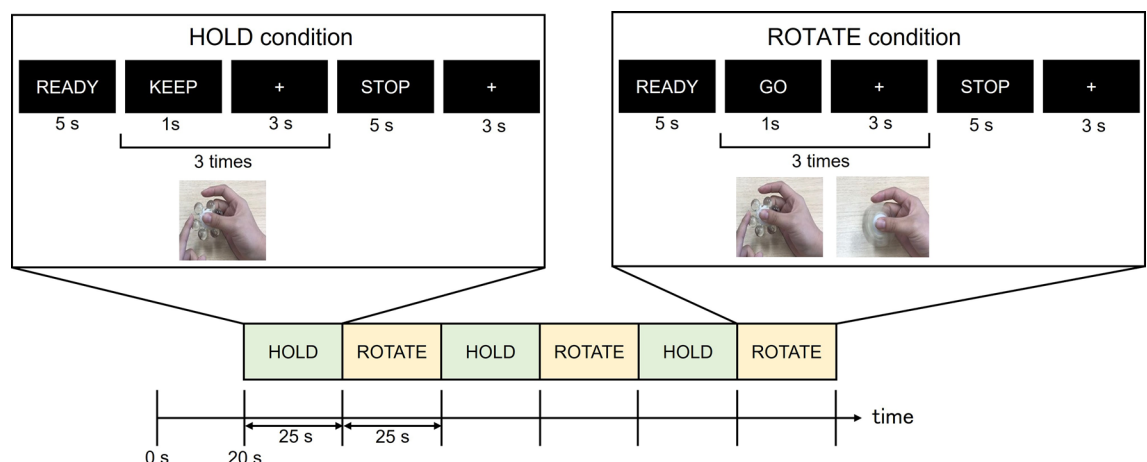 HOLD condition
READY KEEP + STOP +
5 s 1s 3 s 5 s 3 s
3 times
ROTATE condition
READY GO + STOP +
5 s 1s 3 s 5 s 3 s
3 times
HOLD ROTATE HOLD ROTATE HOLD ROTATE
time
25 s 25 s
0 s 20 s